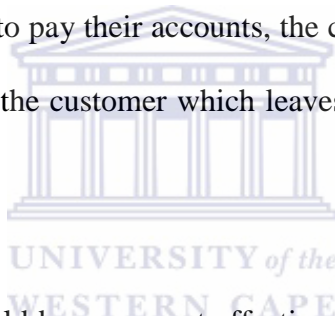 to pay their accounts, the
the customer which leaves
UNIVERSITY of the
WESTERN CAPE